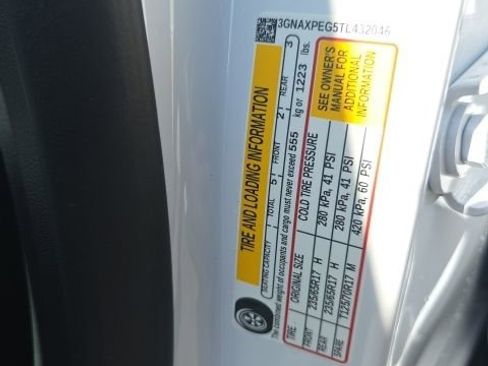 3GNAXPEG5TL432046
TIRE AND LOADING INFORMATION
SEATING CAPACITY TOTAL 5 FRONT 2 REAR 3
The combined weight of occupants and cargo must never exceed 555 kg or 1223 lbs.
TIRE ORIGINAL SIZE COLD TIRE PRESSURE
FRONT 235/65R17 H 280 kPa, 41 PSI
REAR 235/65R17 H 280 kPa, 41 PSI
SPARE T125/70R17 M 420 kPa, 60 PSI
SEE OWNER'S
MANUAL FOR
ADDITIONAL
INFORMATION